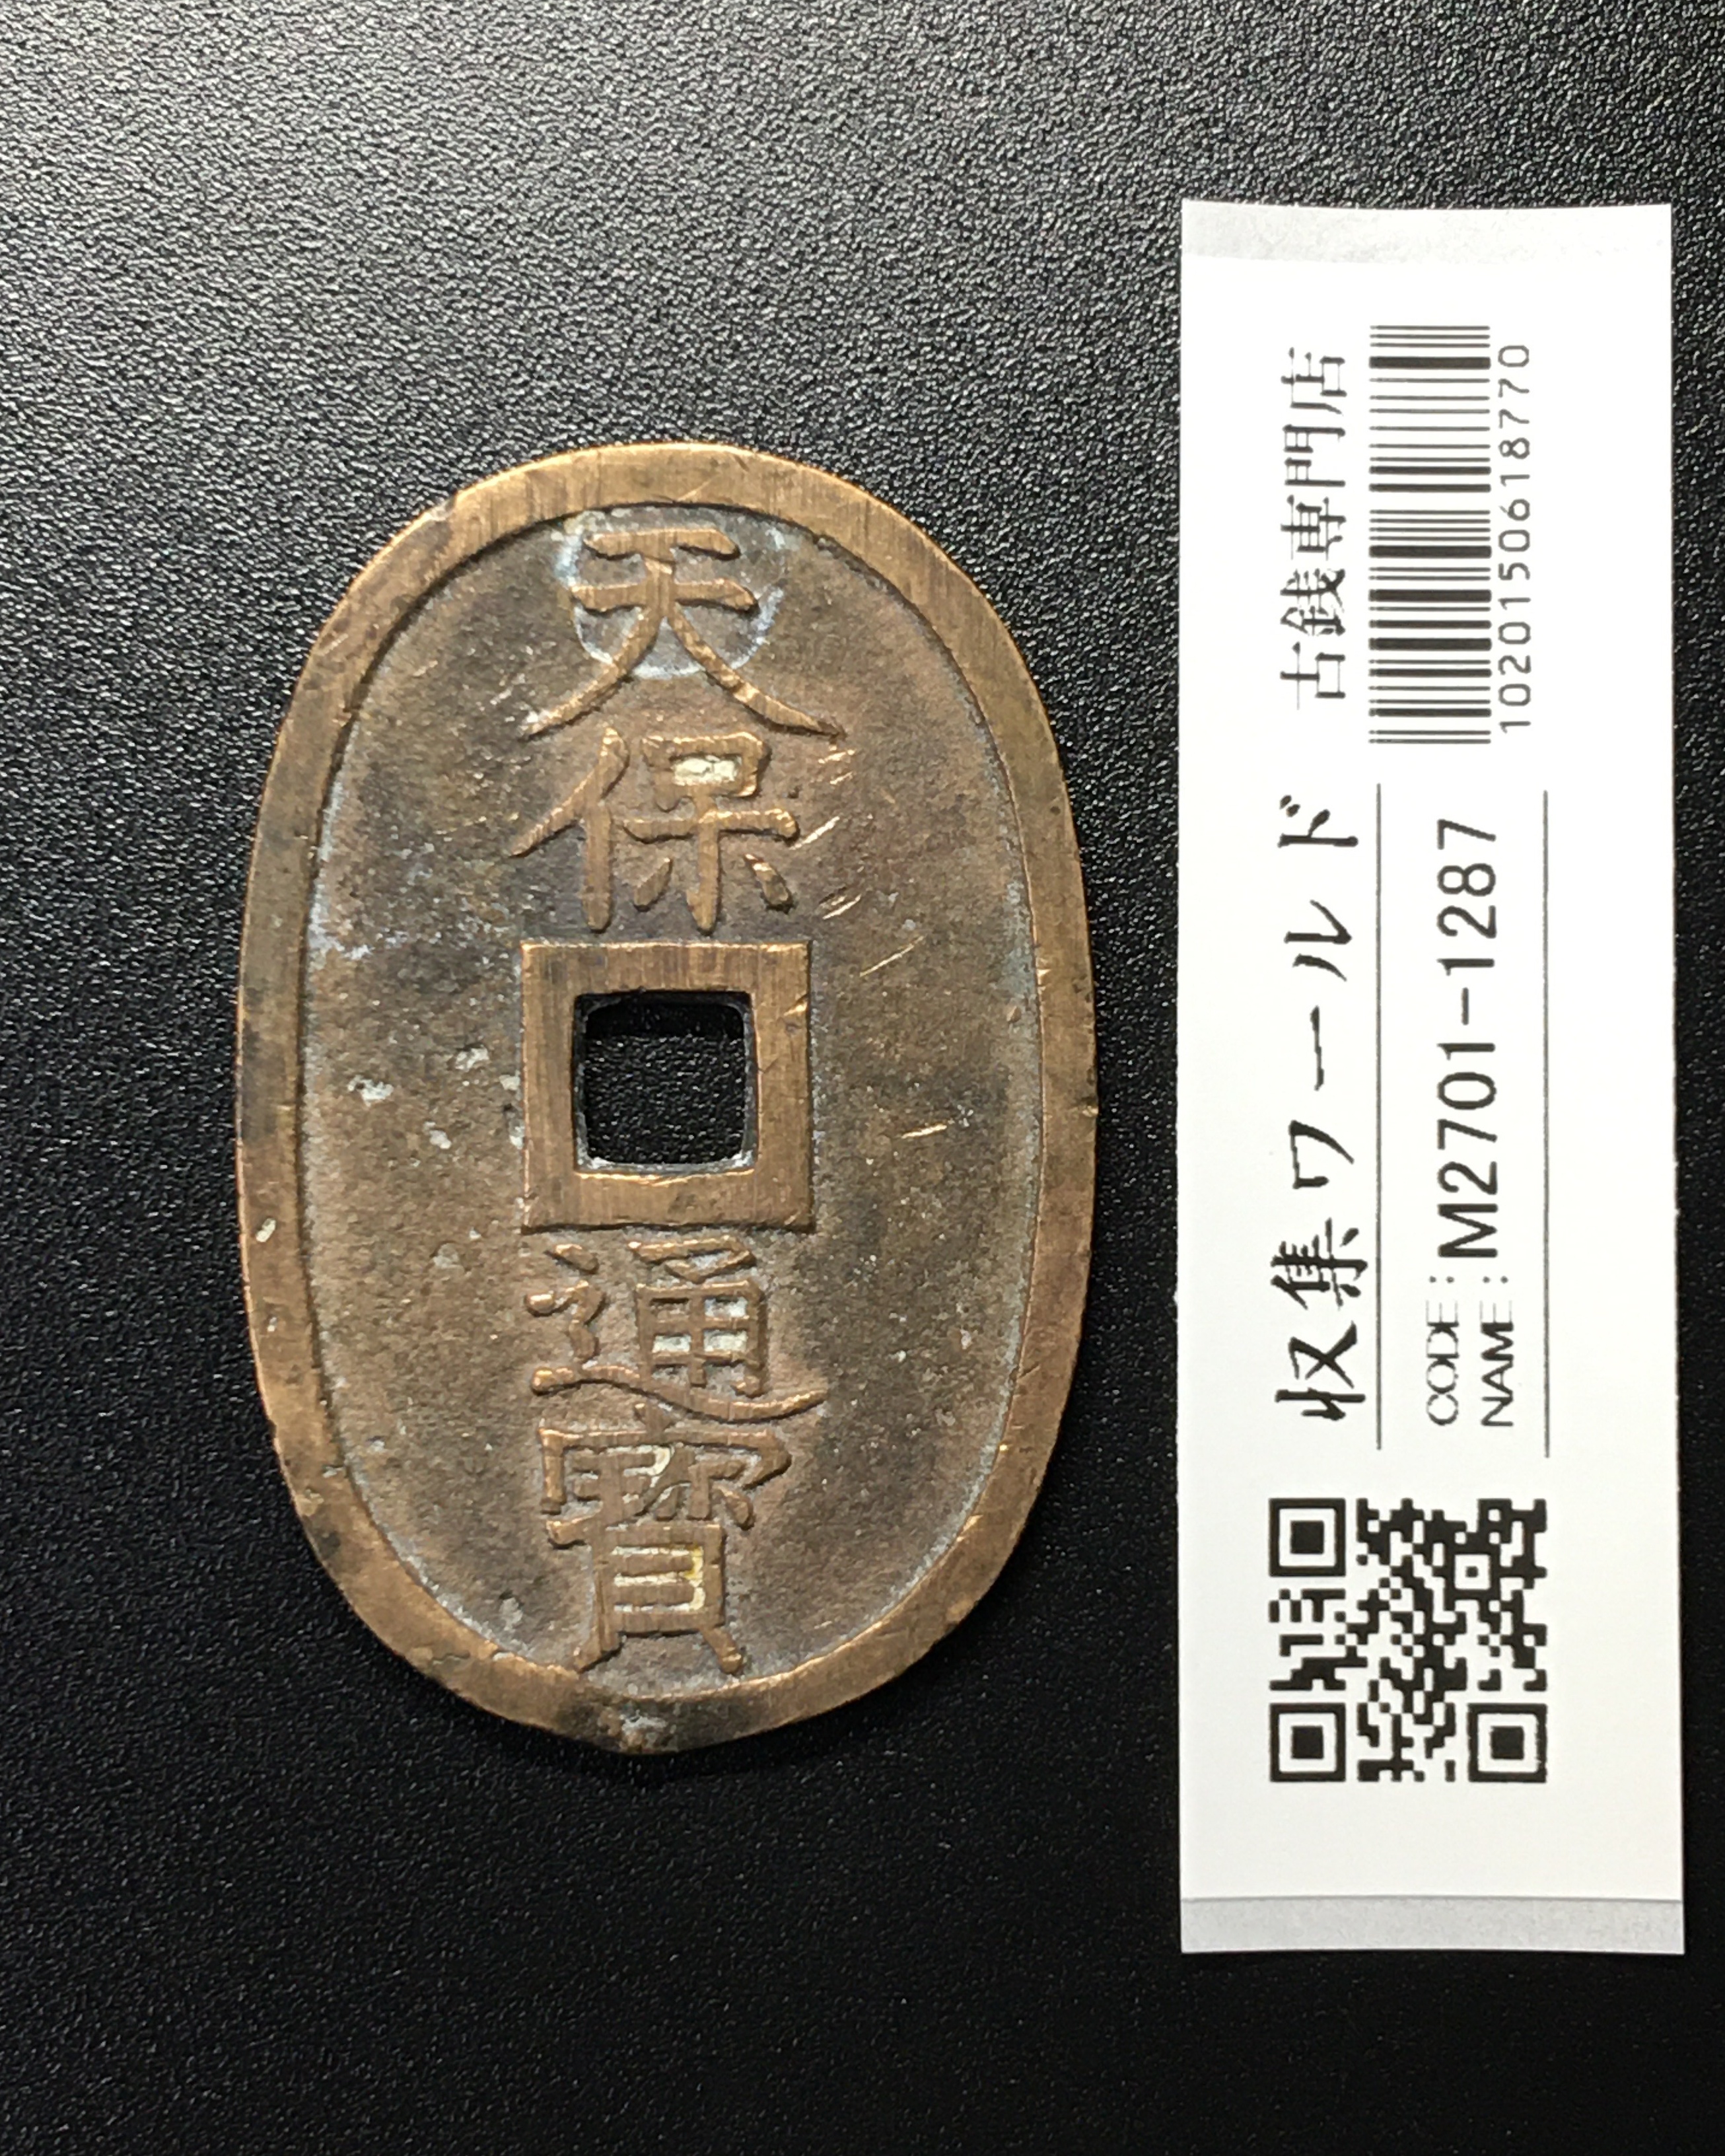 天保
通寳
収集ワールド 古銭専門店
CODE:M2701-1287
NAME:
1020150618770